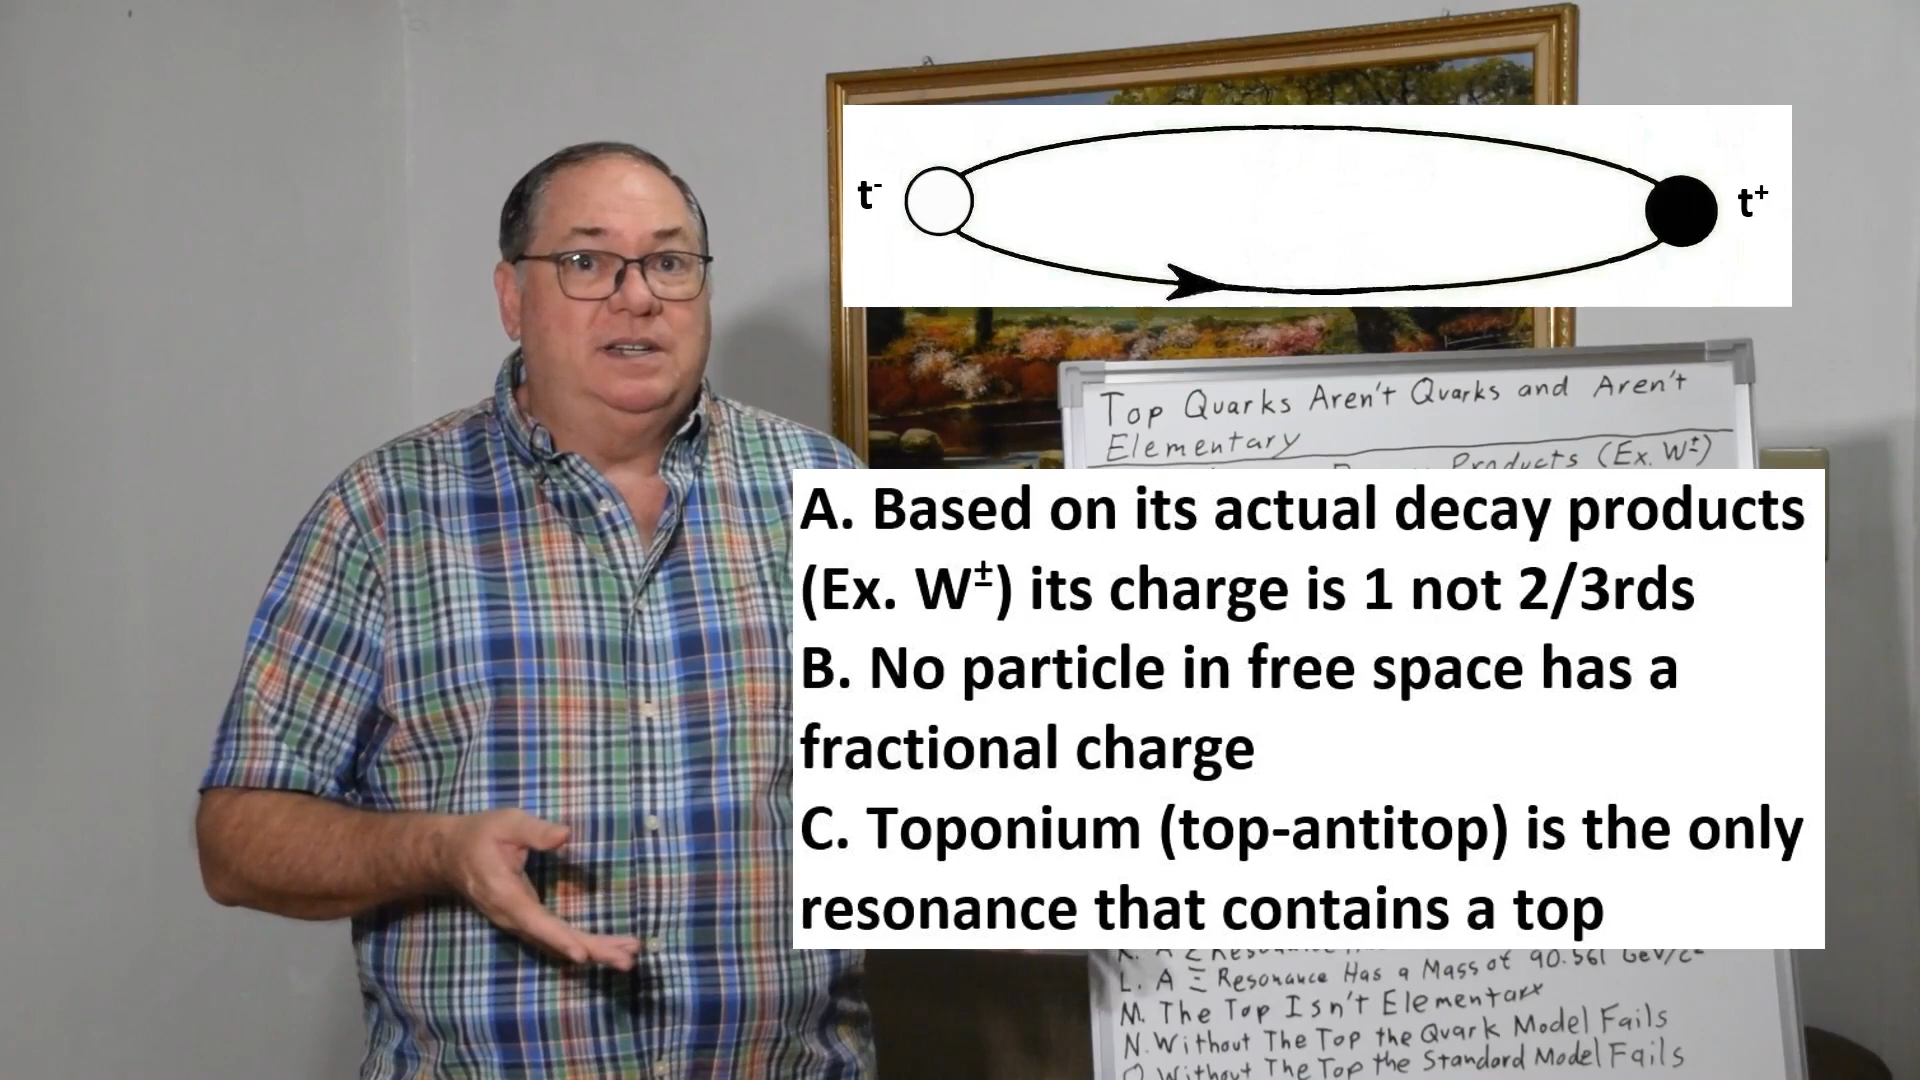 t⁻
t⁺
Top Quarks Aren't Quarks and Aren't
Elementary
Products (Ex. W±)
A. Based on its actual decay products
(Ex. W±) its charge is 1 not 2/3rds
B. No particle in free space has a
fractional charge
C. Toponium (top-antitop) is the only
resonance that contains a top
L. A Ξ Resonance Has a Mass of 90.561 GeV/c²
M. The Top Isn't Elementary
N. Without The Top the Quark Model Fails
O. Without The Top the Standard Model Fails